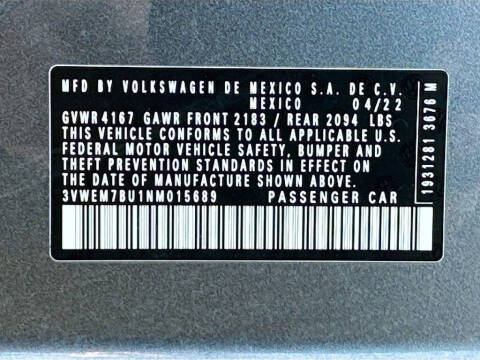 MFD BY VOLKSWAGEN DE MEXICO S.A. DE C.V.
MEXICO 04/22
GVWR 4167 GAWR FRONT 2183 / REAR 2094 LBS
THIS VEHICLE CONFORMS TO ALL APPLICABLE U.S.
FEDERAL MOTOR VEHICLE SAFETY, BUMPER AND
THEFT PREVENTION STANDARDS IN EFFECT ON
THE DATE OF MANUFACTURE SHOWN ABOVE.
3VWEM7BU1NM015689 PASSENGER CAR
1931281 3676 M